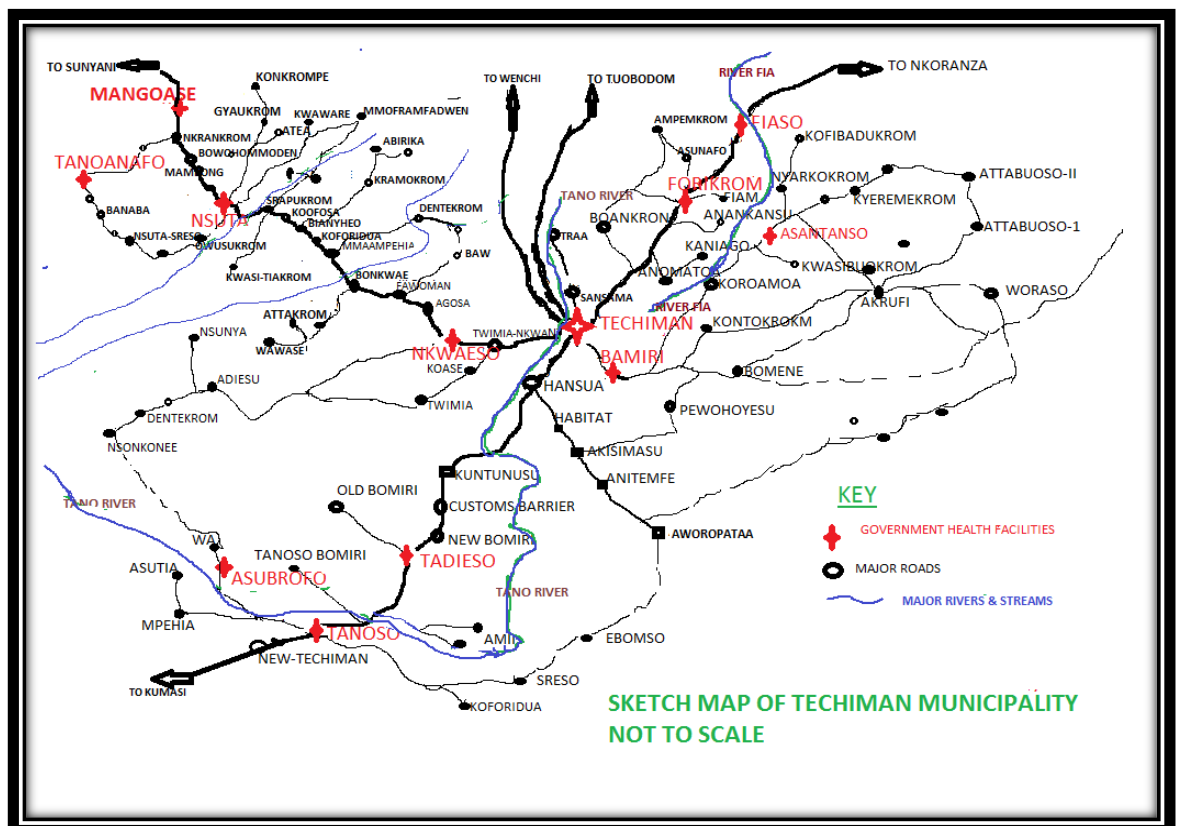 TO SUNYANI
KONKROMPE
TO WENCHI
TO TUOBODOM
RIVER FIA
TO NKORANZA
MANGOASE
GYAUKROM
KWAWARE
MMOFRAMFADWEN
ATEA
FIASO
AMPEMKROM
KOFIBADUKROM
NKRANKROM
BOWOHOMMODEN
ABIRIKA
ASUNAFO
TANOANAFO
KRAMOKROM
NYARKOKROM
ATTABUOSO-II
FORIKROM
FIAM
KYEREMEKROM
TANO RIVER
BANABA
NSUTA
SRAPUKROM
KOOFOSA
DENTEKROM
BOANKRON
ANANKANSU
ATTABUOSO-1
BIANYHEO
TRAA
ASANTANSO
NSUTA-SRESO
OWUSUKROM
KOFORIDUA
MMAAMPEHIA
KANIAGO
BAW
KWASIBUOKROM
KWASI-TIAKROM
BONKWAE
ANOMATOA
KOROAMOA
FAWOMAN
SANSAMA
AKRUFI
WORASO
AGOSA
RIVER FIA
ATTAKROM
TECHIMAN
KONTOKROKM
NSUNYA
TWIMIA-NKWAN
WAWASE
NKWAESO
BAMIRI
KOASE
BOMENE
ADIESU
HANSUA
TWIMIA
PEWOHOYESU
DENTEKROM
HABITAT
NSONKONEE
AKISIMASU
KUNTUNUSU
ANITEMFE
OLD BOMIRI
KEY
TANO RIVER
CUSTOMS BARRIER
GOVERNMENT HEALTH FACILITIES
AWOROPATAA
WA
NEW BOMIRI
TANOSO BOMIRI
TADIESO
MAJOR ROADS
ASUTIA
ASUBROFO
TANO RIVER
MAJOR RIVERS & STREAMS
MPEHIA
TANOSO
AMII
EBOMSO
NEW-TECHIMAN
SRESO
TO KUMASI
KOFORIDUA
SKETCH MAP OF TECHIMAN MUNICIPALITY
NOT TO SCALE